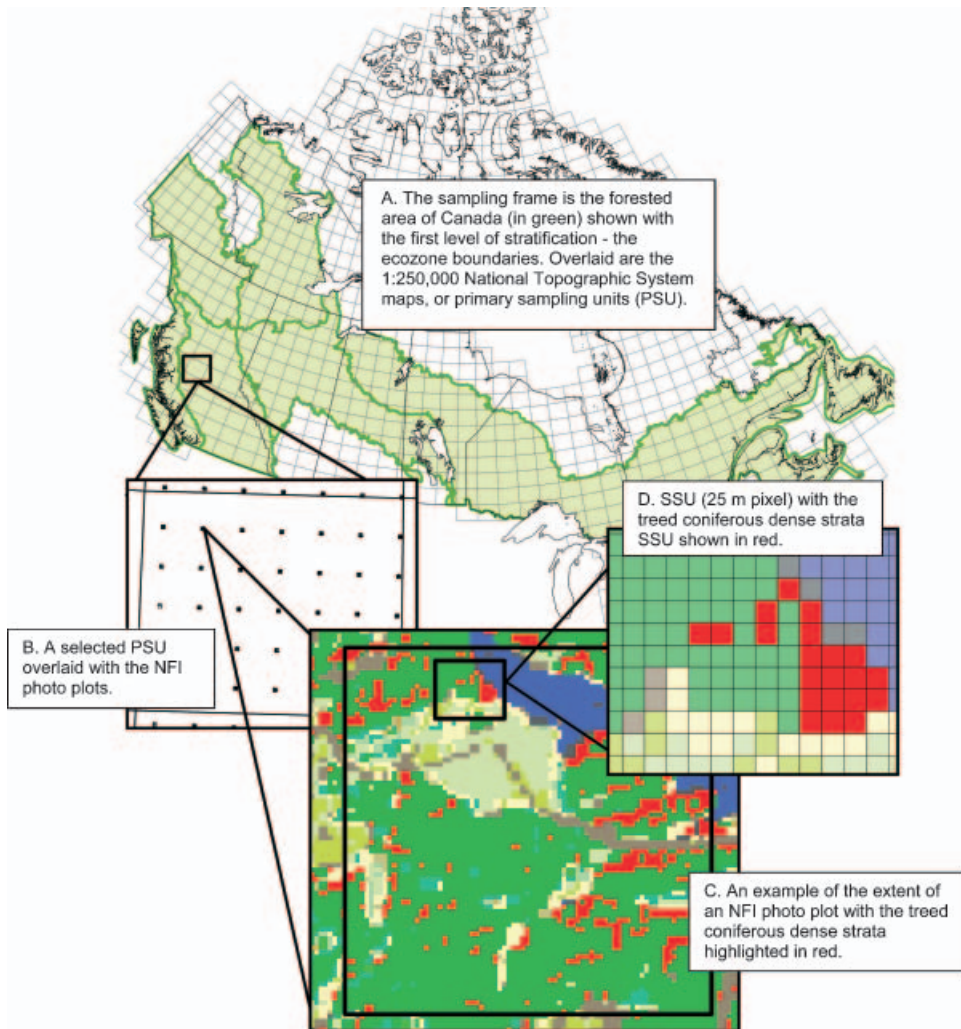 A. The sampling frame is the forested
area of Canada (in green) shown with
the first level of stratification - the
ecozone boundaries. Overlaid are the
1:250,000 National Topographic System
maps, or primary sampling units (PSU).
D. SSU (25 m pixel) with the
treed coniferous dense strata
SSU shown in red.
B. A selected PSU
overlaid with the NFI
photo plots.
C. An example of the extent of
an NFI photo plot with the treed
coniferous dense strata
highlighted in red.